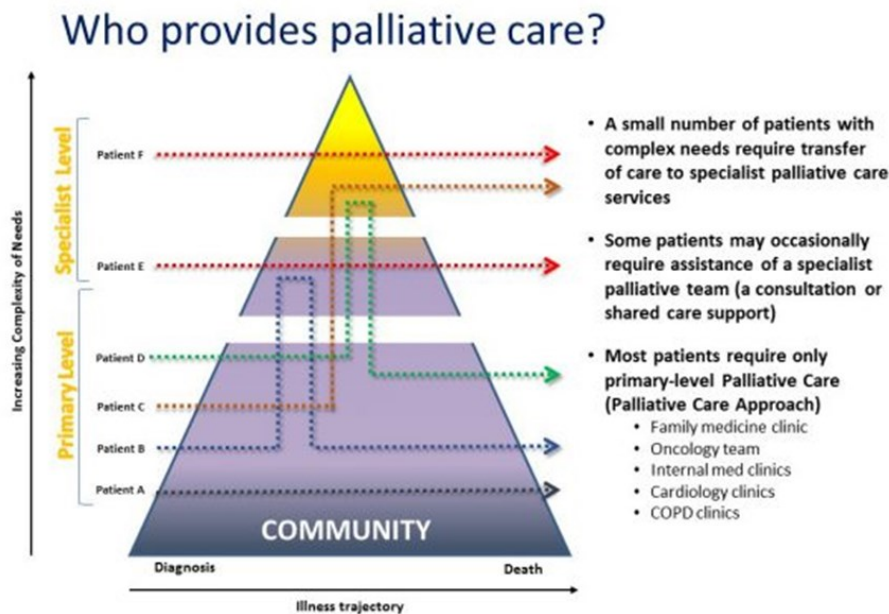 Who provides palliative care?
Increasing Complexity of Needs
Specialist Level
Primary Level
Patient F
Patient E
Patient D
Patient C
Patient B
Patient A
COMMUNITY
Diagnosis
Death
Illness trajectory
• A small number of patients with
complex needs require transfer
of care to specialist palliative care
services
• Some patients may occasionally
require assistance of a specialist
palliative team (a consultation or
shared care support)
• Most patients require only
primary-level Palliative Care
(Palliative Care Approach)
• Family medicine clinic
• Oncology team
• Internal med clinics
• Cardiology clinics
• COPD clinics